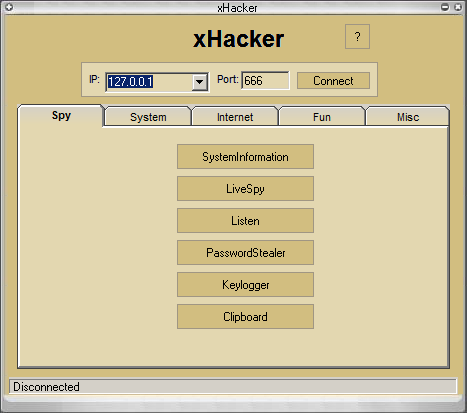 xHacker
xHacker ?
IP: 127.0.0.1 Port: 666 Connect
Spy System Internet Fun Misc
SystemInformation
LiveSpy
Listen
PasswordStealer
Keylogger
Clipboard
Disconnected